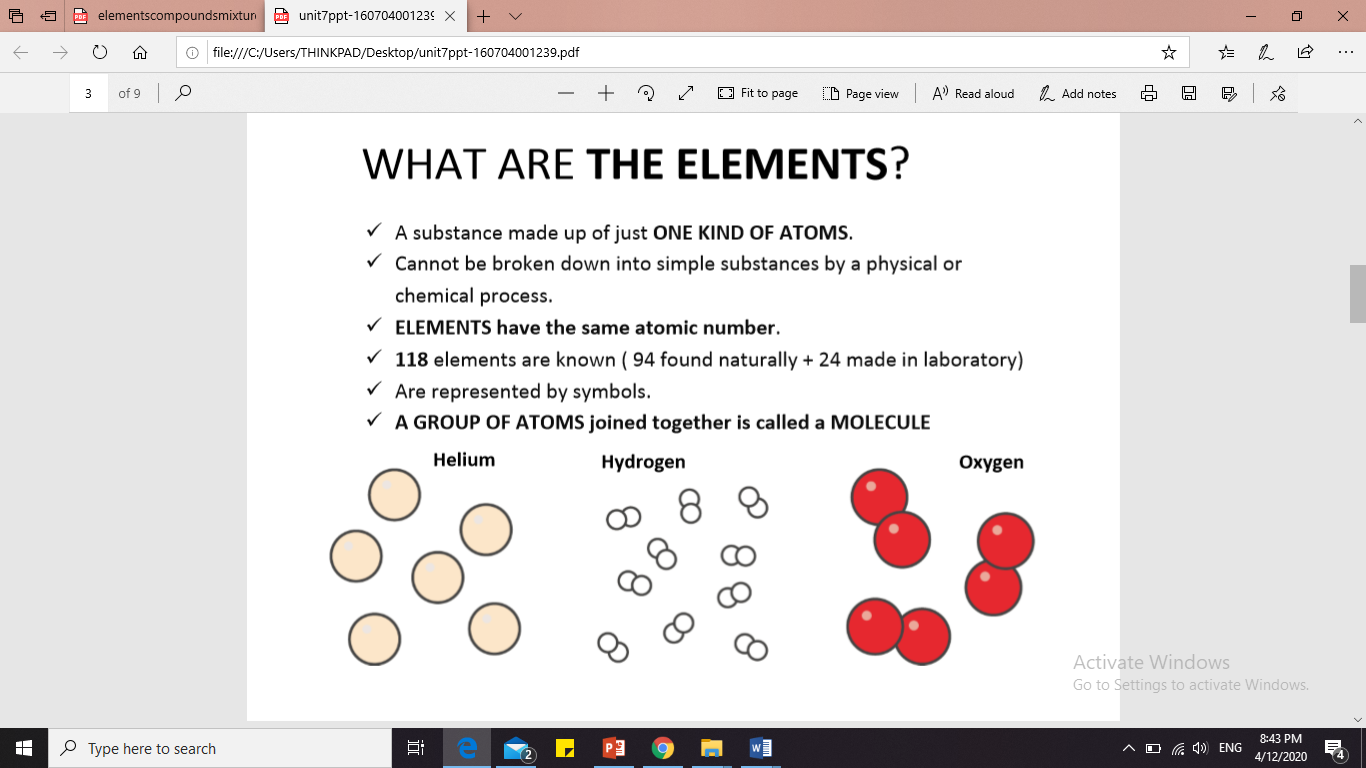 elementscompoundsmixture
unit7ppt-160704001239
file:///C:/Users/THINKPAD/Desktop/unit7ppt-160704001239.pdf
3 of 9 Fit to page Page view Read aloud Add notes
WHAT ARE THE ELEMENTS?
✓ A substance made up of just ONE KIND OF ATOMS.
✓ Cannot be broken down into simple substances by a physical or
chemical process.
✓ ELEMENTS have the same atomic number.
✓ 118 elements are known ( 94 found naturally + 24 made in laboratory)
✓ Are represented by symbols.
✓ A GROUP OF ATOMS joined together is called a MOLECULE
Helium Hydrogen Oxygen
Activate Windows
Go to Settings to activate Windows.
Type here to search
2
ENG
8:43 PM
4/12/2020
4